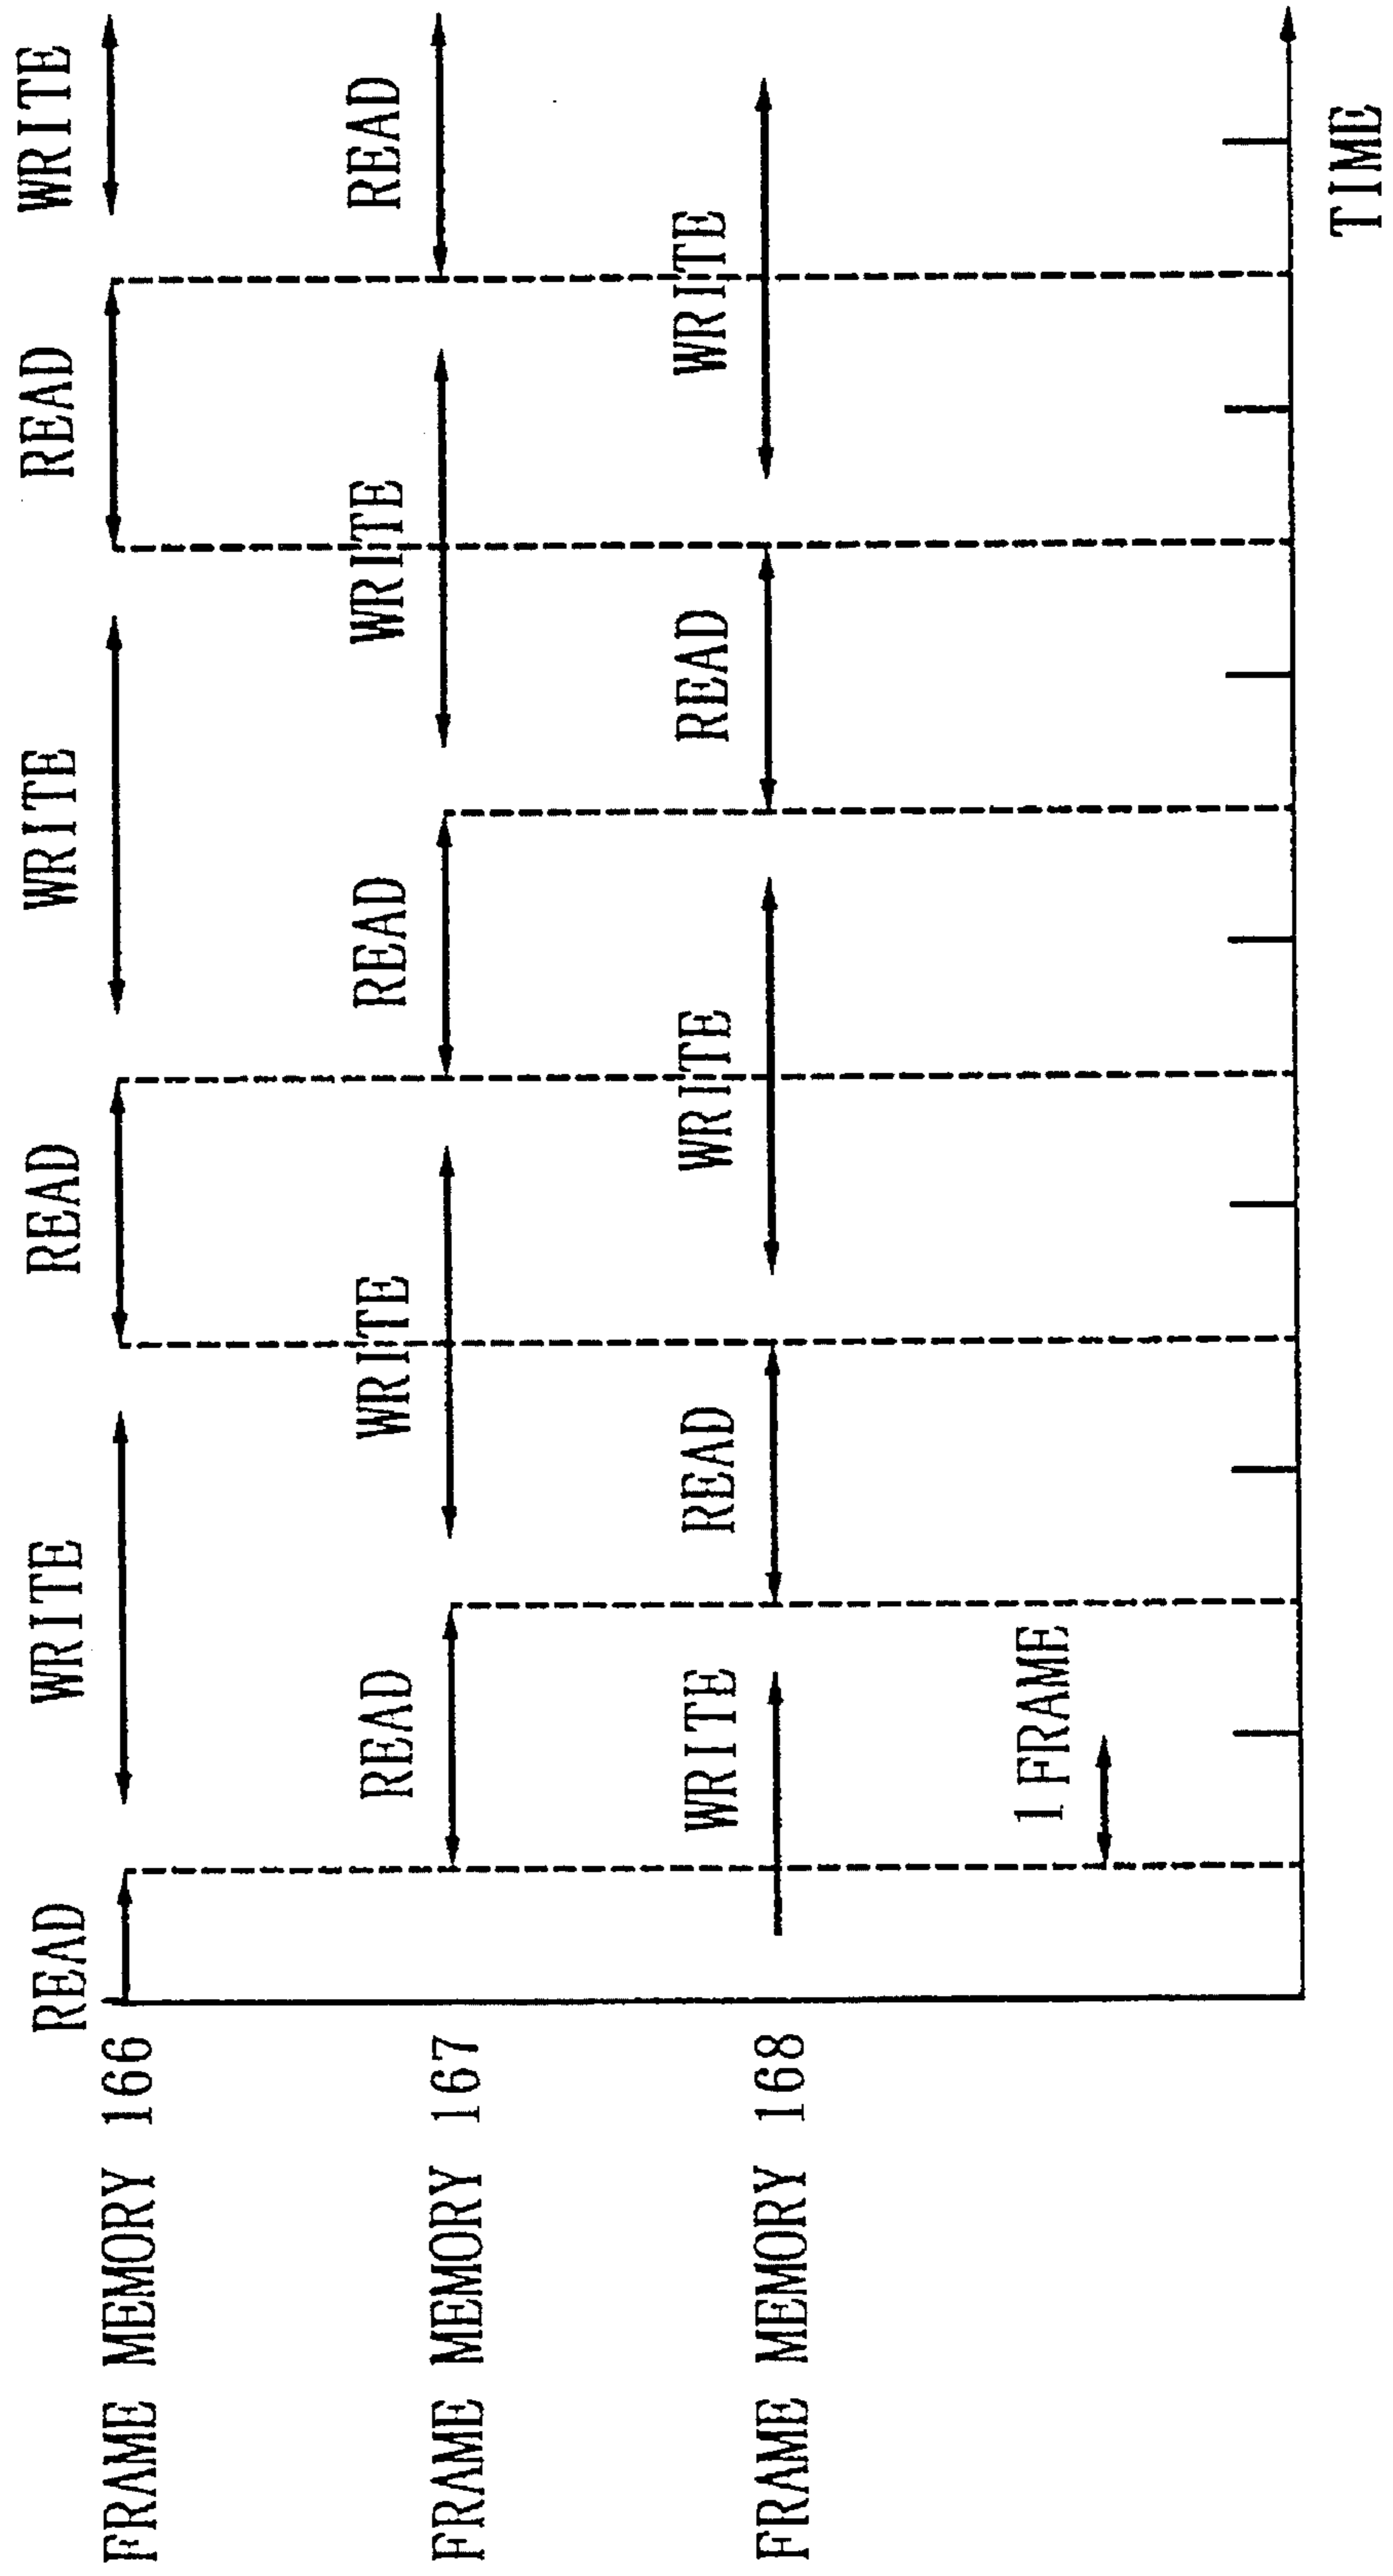 FRAME MEMORY 166
READ
WRITE
READ
WRITE
READ
WRITE
FRAME MEMORY 167
READ
WRITE
READ
WRITE
READ
FRAME MEMORY 168
WRITE
READ
WRITE
READ
WRITE
1 FRAME
TIME